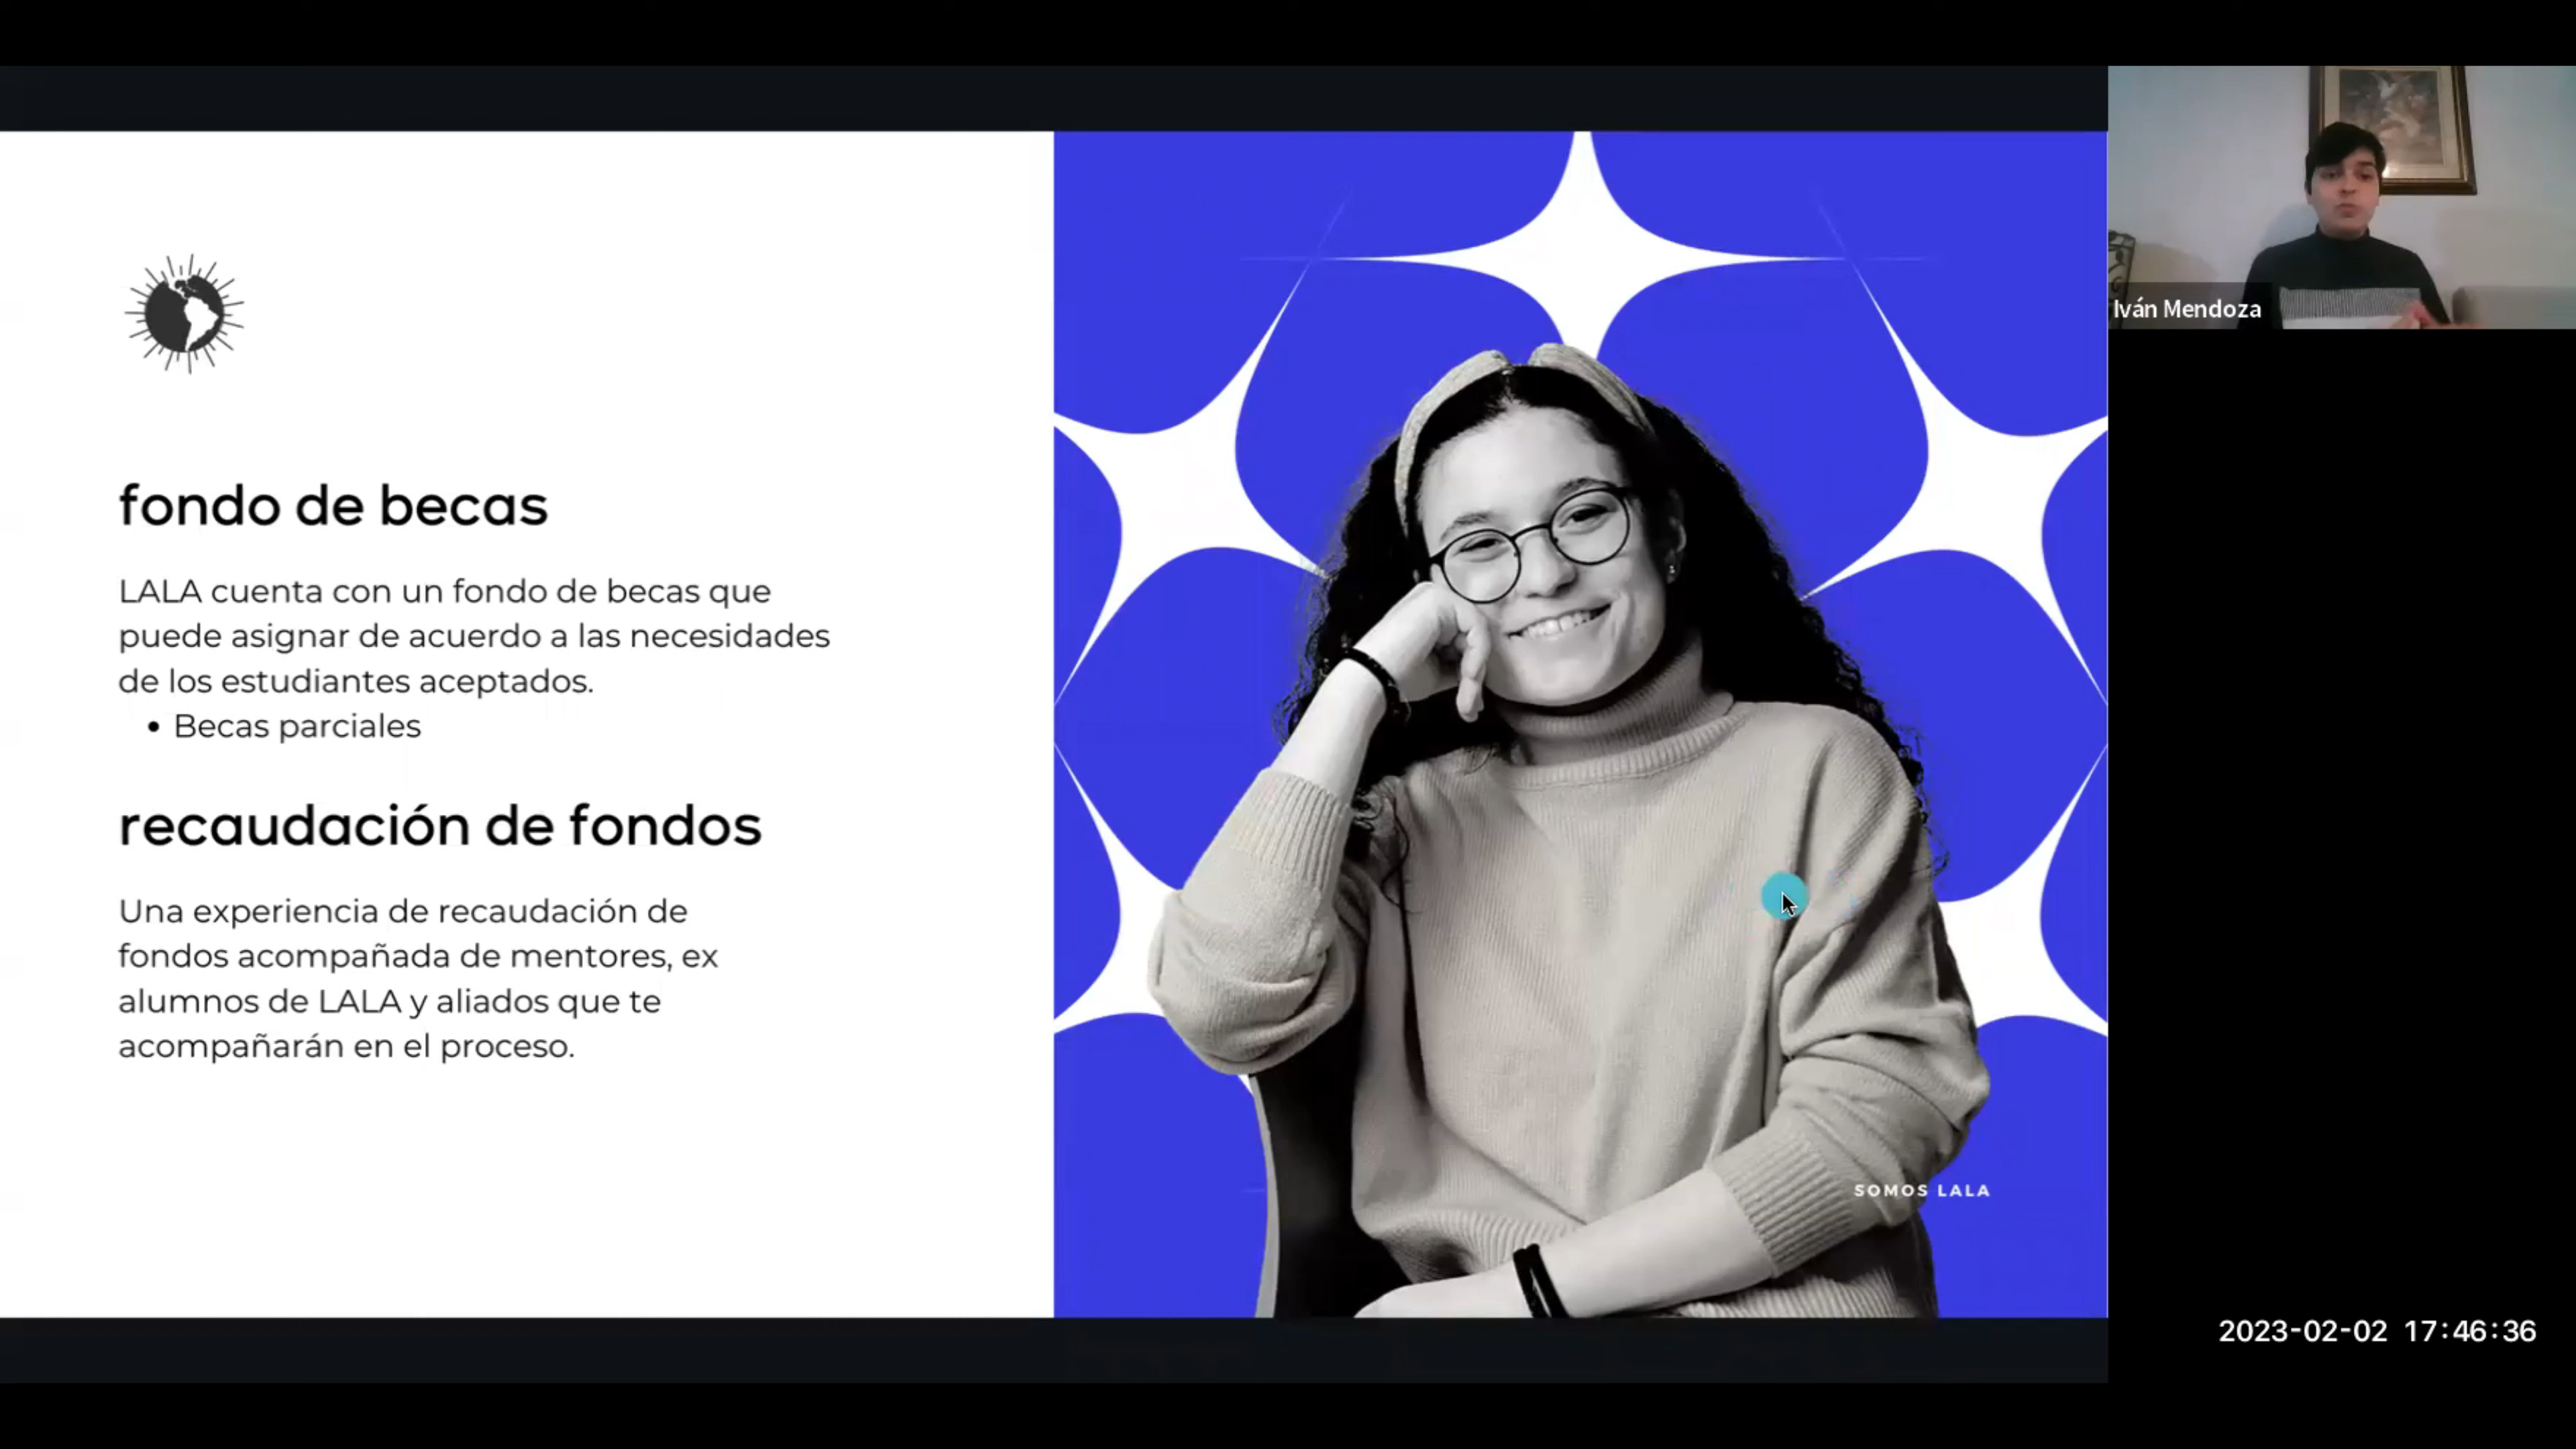 fondo de becas
LALA cuenta con un fondo de becas que
puede asignar de acuerdo a las necesidades
de los estudiantes aceptados.
• Becas parciales
recaudación de fondos
Una experiencia de recaudación de
fondos acompañada de mentores, ex
alumnos de LALA y aliados que te
acompañarán en el proceso.
SOMOS LALA
Iván Mendoza
2023-02-02 17:46:36